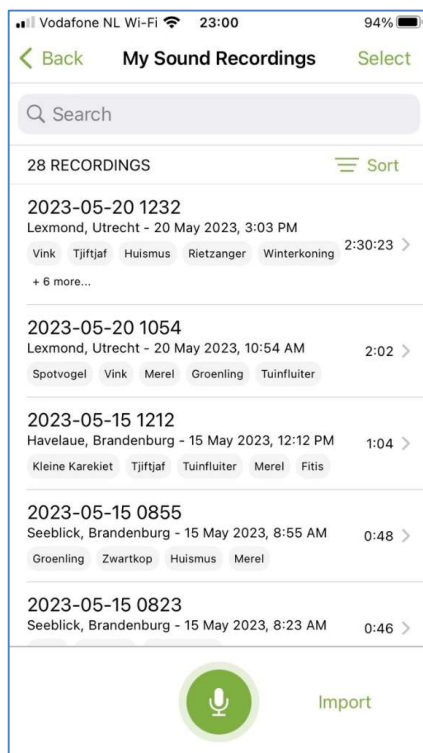 Vodafone NL Wi-Fi 23:00 94%
Back My Sound Recordings Select
Search
28 RECORDINGS Sort
2023-05-20 1232
Lexmond, Utrecht - 20 May 2023, 3:03 PM
Vink Tjiftjaf Huismus Rietzanger Winterkoning 2:30:23
+ 6 more...
2023-05-20 1054
Lexmond, Utrecht - 20 May 2023, 10:54 AM 2:02
Spotvogel Vink Merel Groenling Tuinfluiter
2023-05-15 1212
Havelaue, Brandenburg - 15 May 2023, 12:12 PM 1:04
Kleine Karekiet Tjiftjaf Tuinfluiter Merel Fitis
2023-05-15 0855
Seeblick, Brandenburg - 15 May 2023, 8:55 AM 0:48
Groenling Zwartkop Huismus Merel
2023-05-15 0823
Seeblick, Brandenburg - 15 May 2023, 8:23 AM 0:46
Import